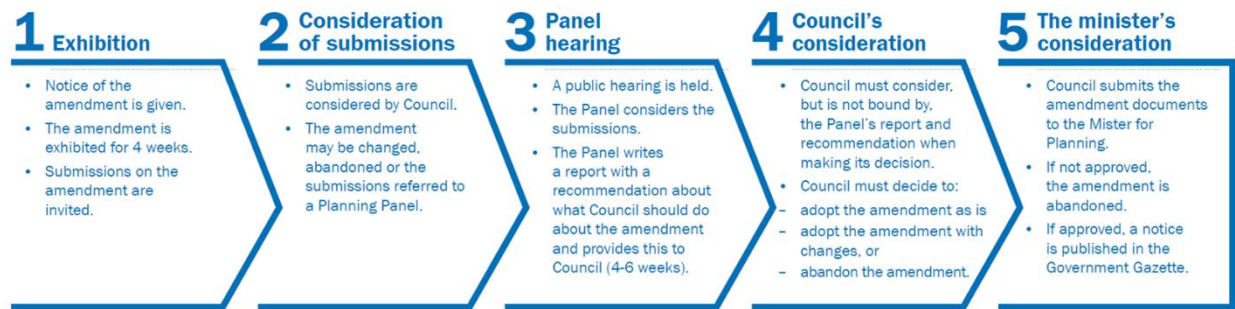 1 Exhibition
• Notice of the
amendment is given.
• The amendment is
exhibited for 4 weeks.
• Submissions on the
amendment are
invited.
2 Consideration
of submissions
• Submissions are
considered by Council.
• The amendment
may be changed,
abandoned or the
submissions referred to
a Planning Panel.
3 Panel
hearing
• A public hearing is held.
• The Panel considers the
submissions.
• The Panel writes
a report with a
recommendation about
what Council should do
about the amendment
and provides this to
Council (4-6 weeks).
4 Council's
consideration
• Council must consider,
but is not bound by,
the Panel's report and
recommendation when
making its decision.
• Council must decide to:
– adopt the amendment as is
– adopt the amendment with
changes, or
– abandon the amendment.
5 The minister's
consideration
• Council submits the
amendment documents
to the Mister for
Planning.
• If not approved,
the amendment is
abandoned.
• If approved, a notice
is published in the
Government Gazette.